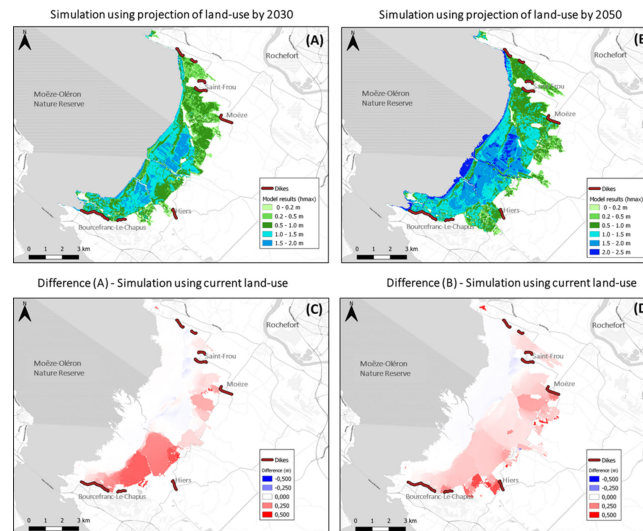 Simulation using projection of land-use by 2030
(A)
N
Rochefort
Moëze-Oléron
Nature Reserve
Saint-Frou
Moëze
Hiers
Bourcefranc-Le-Chapus
0 1 2 3 km
Dikes
Model results (hmax)
0 - 0.2 m
0.2 - 0.5 m
0.5 - 1.0 m
1.0 - 1.5 m
1.5 - 2.0 m
Simulation using projection of land-use by 2050
N
Rochefort
Moëze-Oléron
Nature Reserve
Saint-Frou
Moëze
Hiers
Bourcefranc-Le-Chapus
0 1 2 3 km
Dikes
Model results (hmax)
0 - 0.2 m
0.2 - 0.5 m
0.5 - 1.0 m
1.0 - 1.5 m
1.5 - 2.0 m
2.0 - 2.5 m
Difference (A) - Simulation using current land-use
(C)
N
Rochefort
Moëze-Oléron
Nature Reserve
Saint-Frou
Moëze
Hiers
Bourcefranc-Le-Chapus
0 1 2 3 km
Dikes
Difference (m)
-0,500
-0,250
0,000
0,250
0,500
Difference (B) - Simulation using current land-use
(D
N
Rochefort
Moëze-Oléron
Nature Reserve
Saint-Frou
Moëze
Hiers
Bourcefranc-Le-Chapus
0 1 2 3 km
Dikes
Difference (m)
-0,500
-0,250
0,000
0,250
0,500